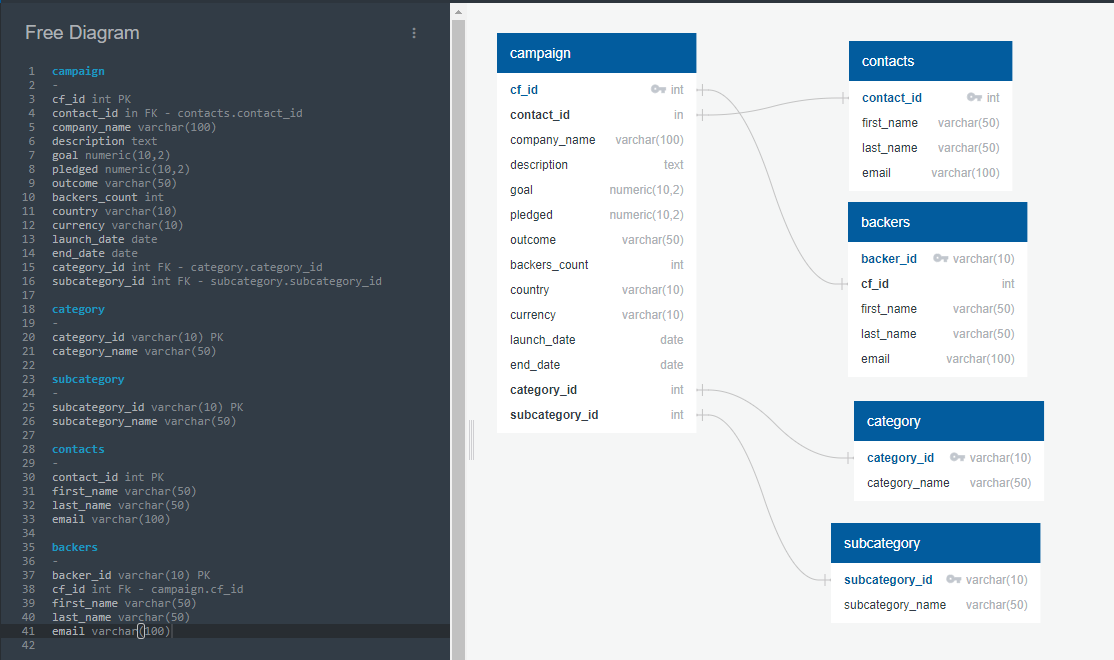 Free Diagram
1 campaign
2 -
3 cf_id int PK
4 contact_id in FK - contacts.contact_id
5 company_name varchar(100)
6 description text
7 goal numeric(10,2)
8 pledged numeric(10,2)
9 outcome varchar(50)
10 backers_count int
11 country varchar(10)
12 currency varchar(10)
13 launch_date date
14 end_date date
15 category_id int FK - category.category_id
16 subcategory_id int FK - subcategory.subcategory_id
17
18 category
19 -
20 category_id varchar(10) PK
21 category_name varchar(50)
22
23 subcategory
24 -
25 subcategory_id varchar(10) PK
26 subcategory_name varchar(50)
27
28 contacts
29 -
30 contact_id int PK
31 first_name varchar(50)
32 last_name varchar(50)
33 email varchar(100)
34
35 backers
36 -
37 backer_id varchar(10) PK
38 cf_id int Fk - campaign.cf_id
39 first_name varchar(50)
40 last_name varchar(50)
41 email varchar(100)
42
campaign
cf_id int
contact_id in
company_name varchar(100)
description text
goal numeric(10,2)
pledged numeric(10,2)
outcome varchar(50)
backers_count int
country varchar(10)
currency varchar(10)
launch_date date
end_date date
category_id int
subcategory_id int
contacts
contact_id int
first_name varchar(50)
last_name varchar(50)
email varchar(100)
backers
backer_id varchar(10)
cf_id int
first_name varchar(50)
last_name varchar(50)
email varchar(100)
category
category_id varchar(10)
category_name varchar(50)
subcategory
subcategory_id varchar(10)
subcategory_name varchar(50)